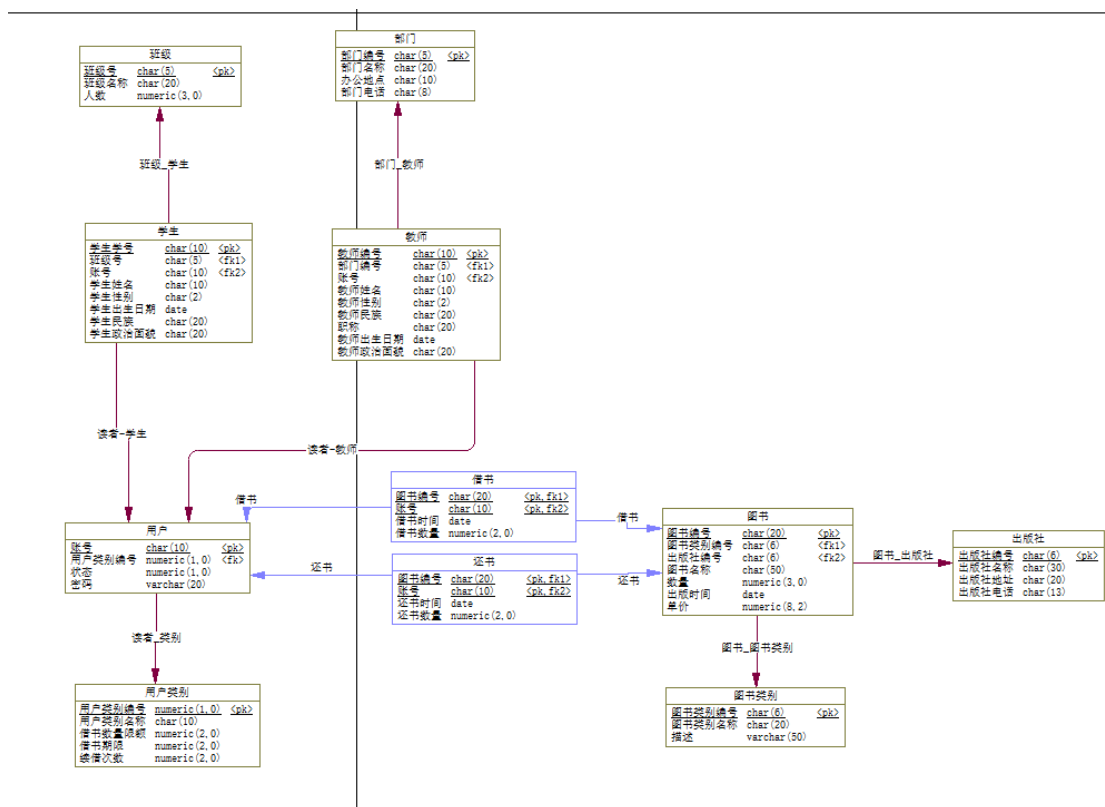 班级
班级号 char(5) <pk>
班级名称 char(20)
人数 numeric(3,0)
部门
部门编号 char(5) <pk>
部门名称 char(20)
办公地点 char(10)
部门电话 char(8)
班级_学生
部门_教师
学生
学生学号 char(10) <pk>
班级号 char(5) <fk1>
账号 char(10) <fk2>
学生姓名 char(10)
学生性别 char(2)
学生出生日期 date
学生民族 char(20)
学生政治面貌 char(20)
教师
教师编号 char(10) <pk>
部门编号 char(5) <fk1>
账号 char(10) <fk2>
教师姓名 char(10)
教师性别 char(2)
教师民族 char(20)
职称 char(20)
教师出生日期 date
教师政治面貌 char(20)
读者-学生
读者-教师
借书
借书
图书编号 char(20) <pk,fk1>
账号 char(10) <pk,fk2>
借书时间 date
借书数量 numeric(2,0)
借书
用户
账号 char(10) <pk>
用户类别编号 numeric(1,0) <fk>
状态 numeric(1,0)
密码 varchar(20)
还书
还书
图书编号 char(20) <pk,fk1>
账号 char(10) <pk,fk2>
还书时间 date
还书数量 numeric(2,0)
还书
图书
图书编号 char(20) <pk>
图书类别编号 char(6) <fk1>
出版社编号 char(6) <fk2>
图书名称 char(50)
数量 numeric(3,0)
出版时间 date
单价 numeric(8,2)
图书_出版社
出版社
出版社编号 char(6) <pk>
出版社名称 char(30)
出版社地址 char(20)
出版社电话 char(13)
读者_类别
图书_图书类别
用户类别
用户类别编号 numeric(1,0) <pk>
用户类别名称 char(10)
借书数量限额 numeric(2,0)
借书期限 numeric(2,0)
续借次数 numeric(2,0)
图书类别
图书类别编号 char(6) <pk>
图书类别名称 char(20)
描述 varchar(50)